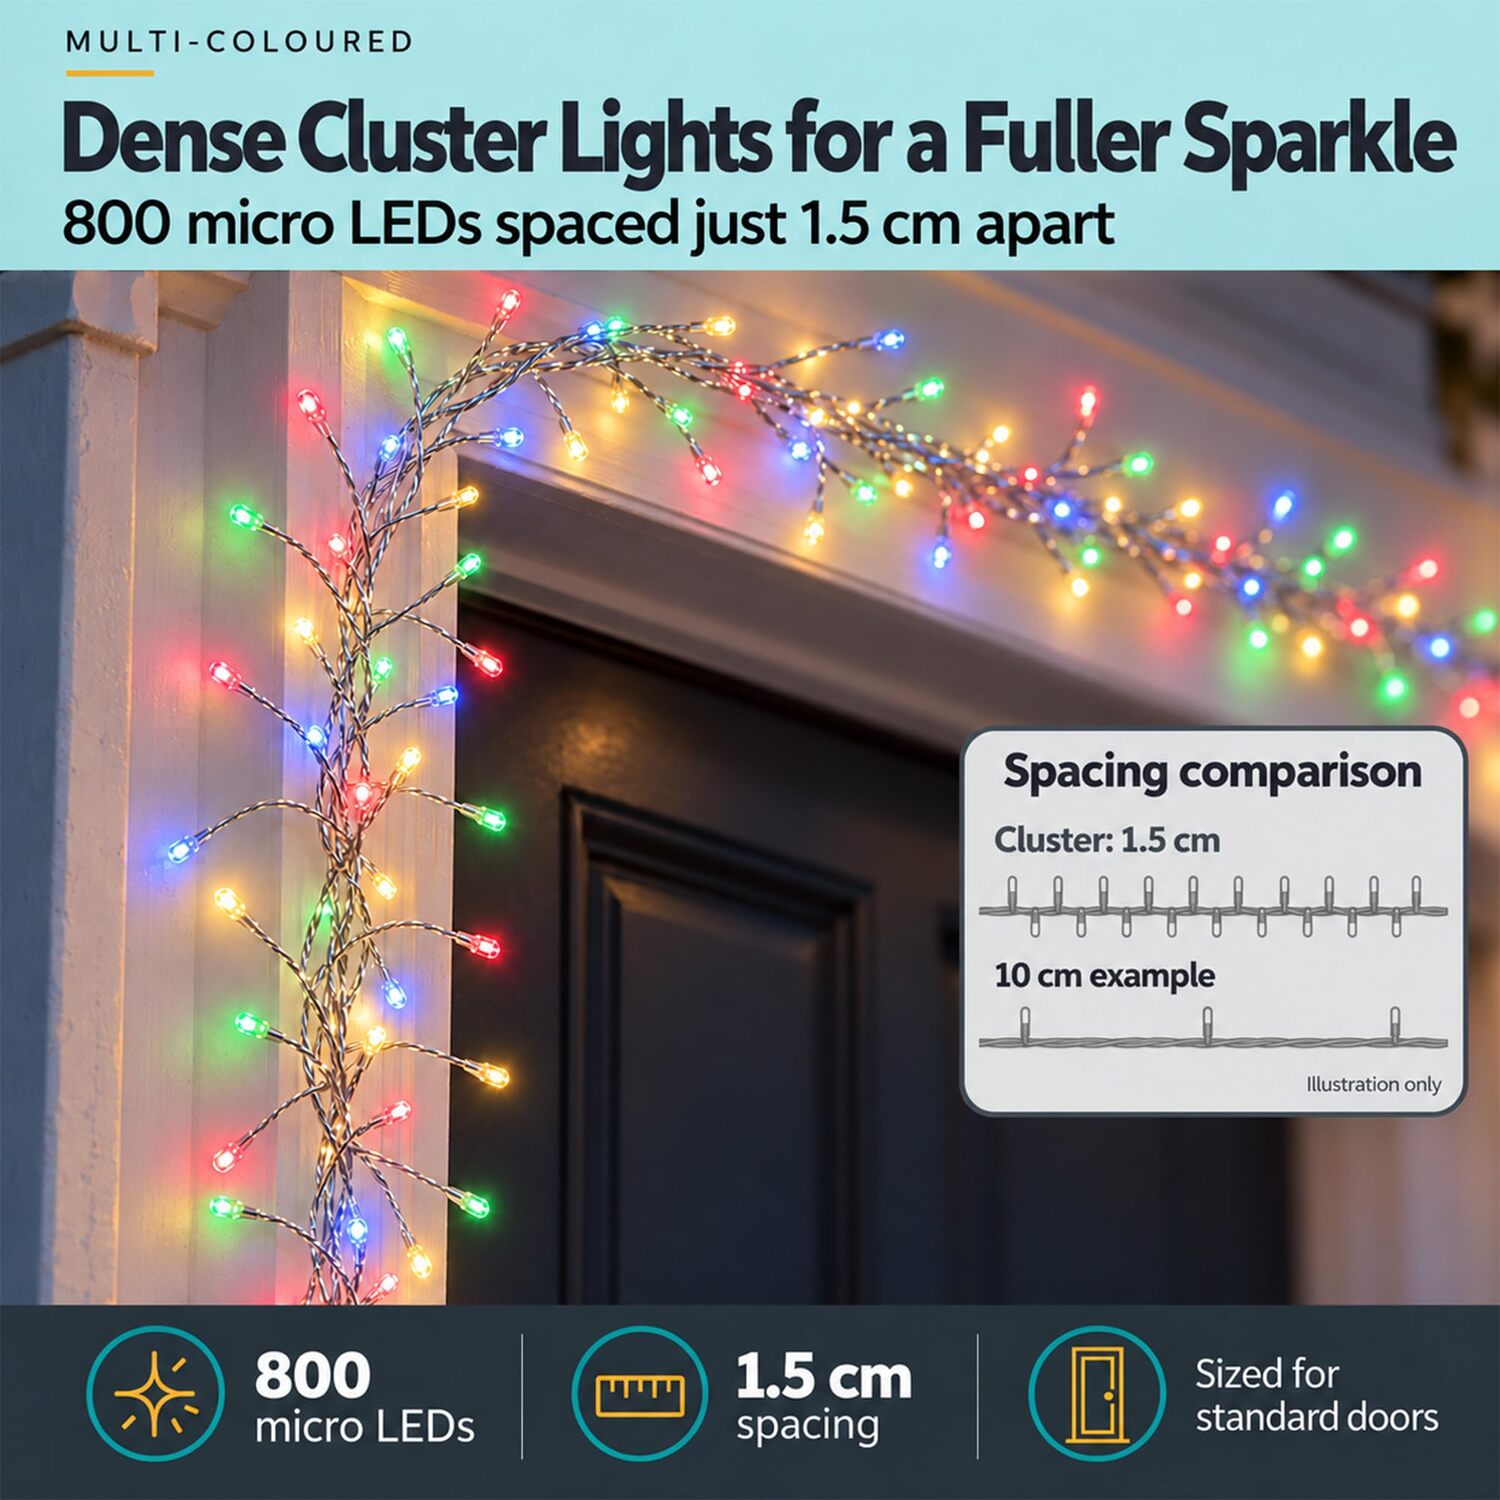 MULTI-COLOURED
Dense Cluster Lights for a Fuller Sparkle
800 micro LEDs spaced just 1.5 cm apart
Spacing comparison
Cluster: 1.5 cm
10 cm example
Illustration only
800
micro LEDs
1.5 cm
spacing
Sized for
standard doors